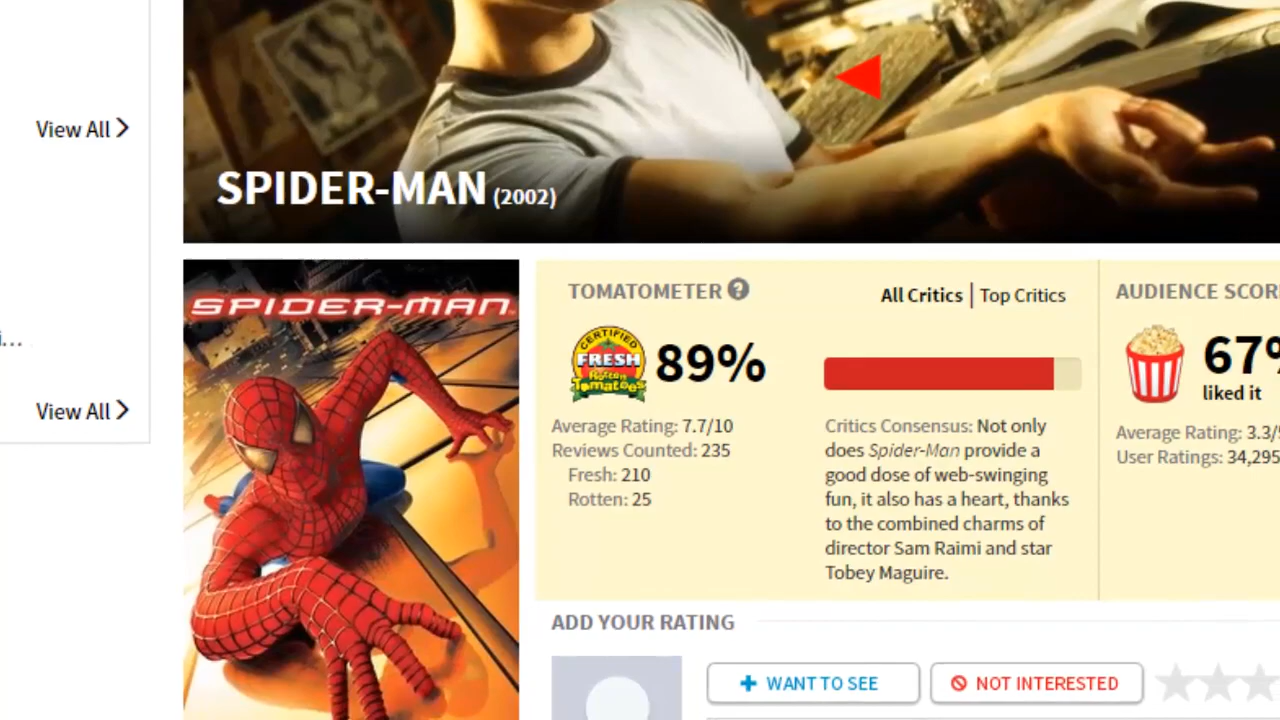 View All
View All
i...
SPIDER-MAN (2002)
SPIDER-MAN
TOMATOMETER ?
All Critics | Top Critics
CERTIFIED
FRESH
Rotten
Tomatoes
89%
Average Rating: 7.7/10
Reviews Counted: 235
Fresh: 210
Rotten: 25
Critics Consensus: Not only
does Spider-Man provide a
good dose of web-swinging
fun, it also has a heart, thanks
to the combined charms of
director Sam Raimi and star
Tobey Maguire.
AUDIENCE SCOR
67%
liked it
Average Rating: 3.3/
User Ratings: 34,295
ADD YOUR RATING
WANT TO SEE
NOT INTERESTED